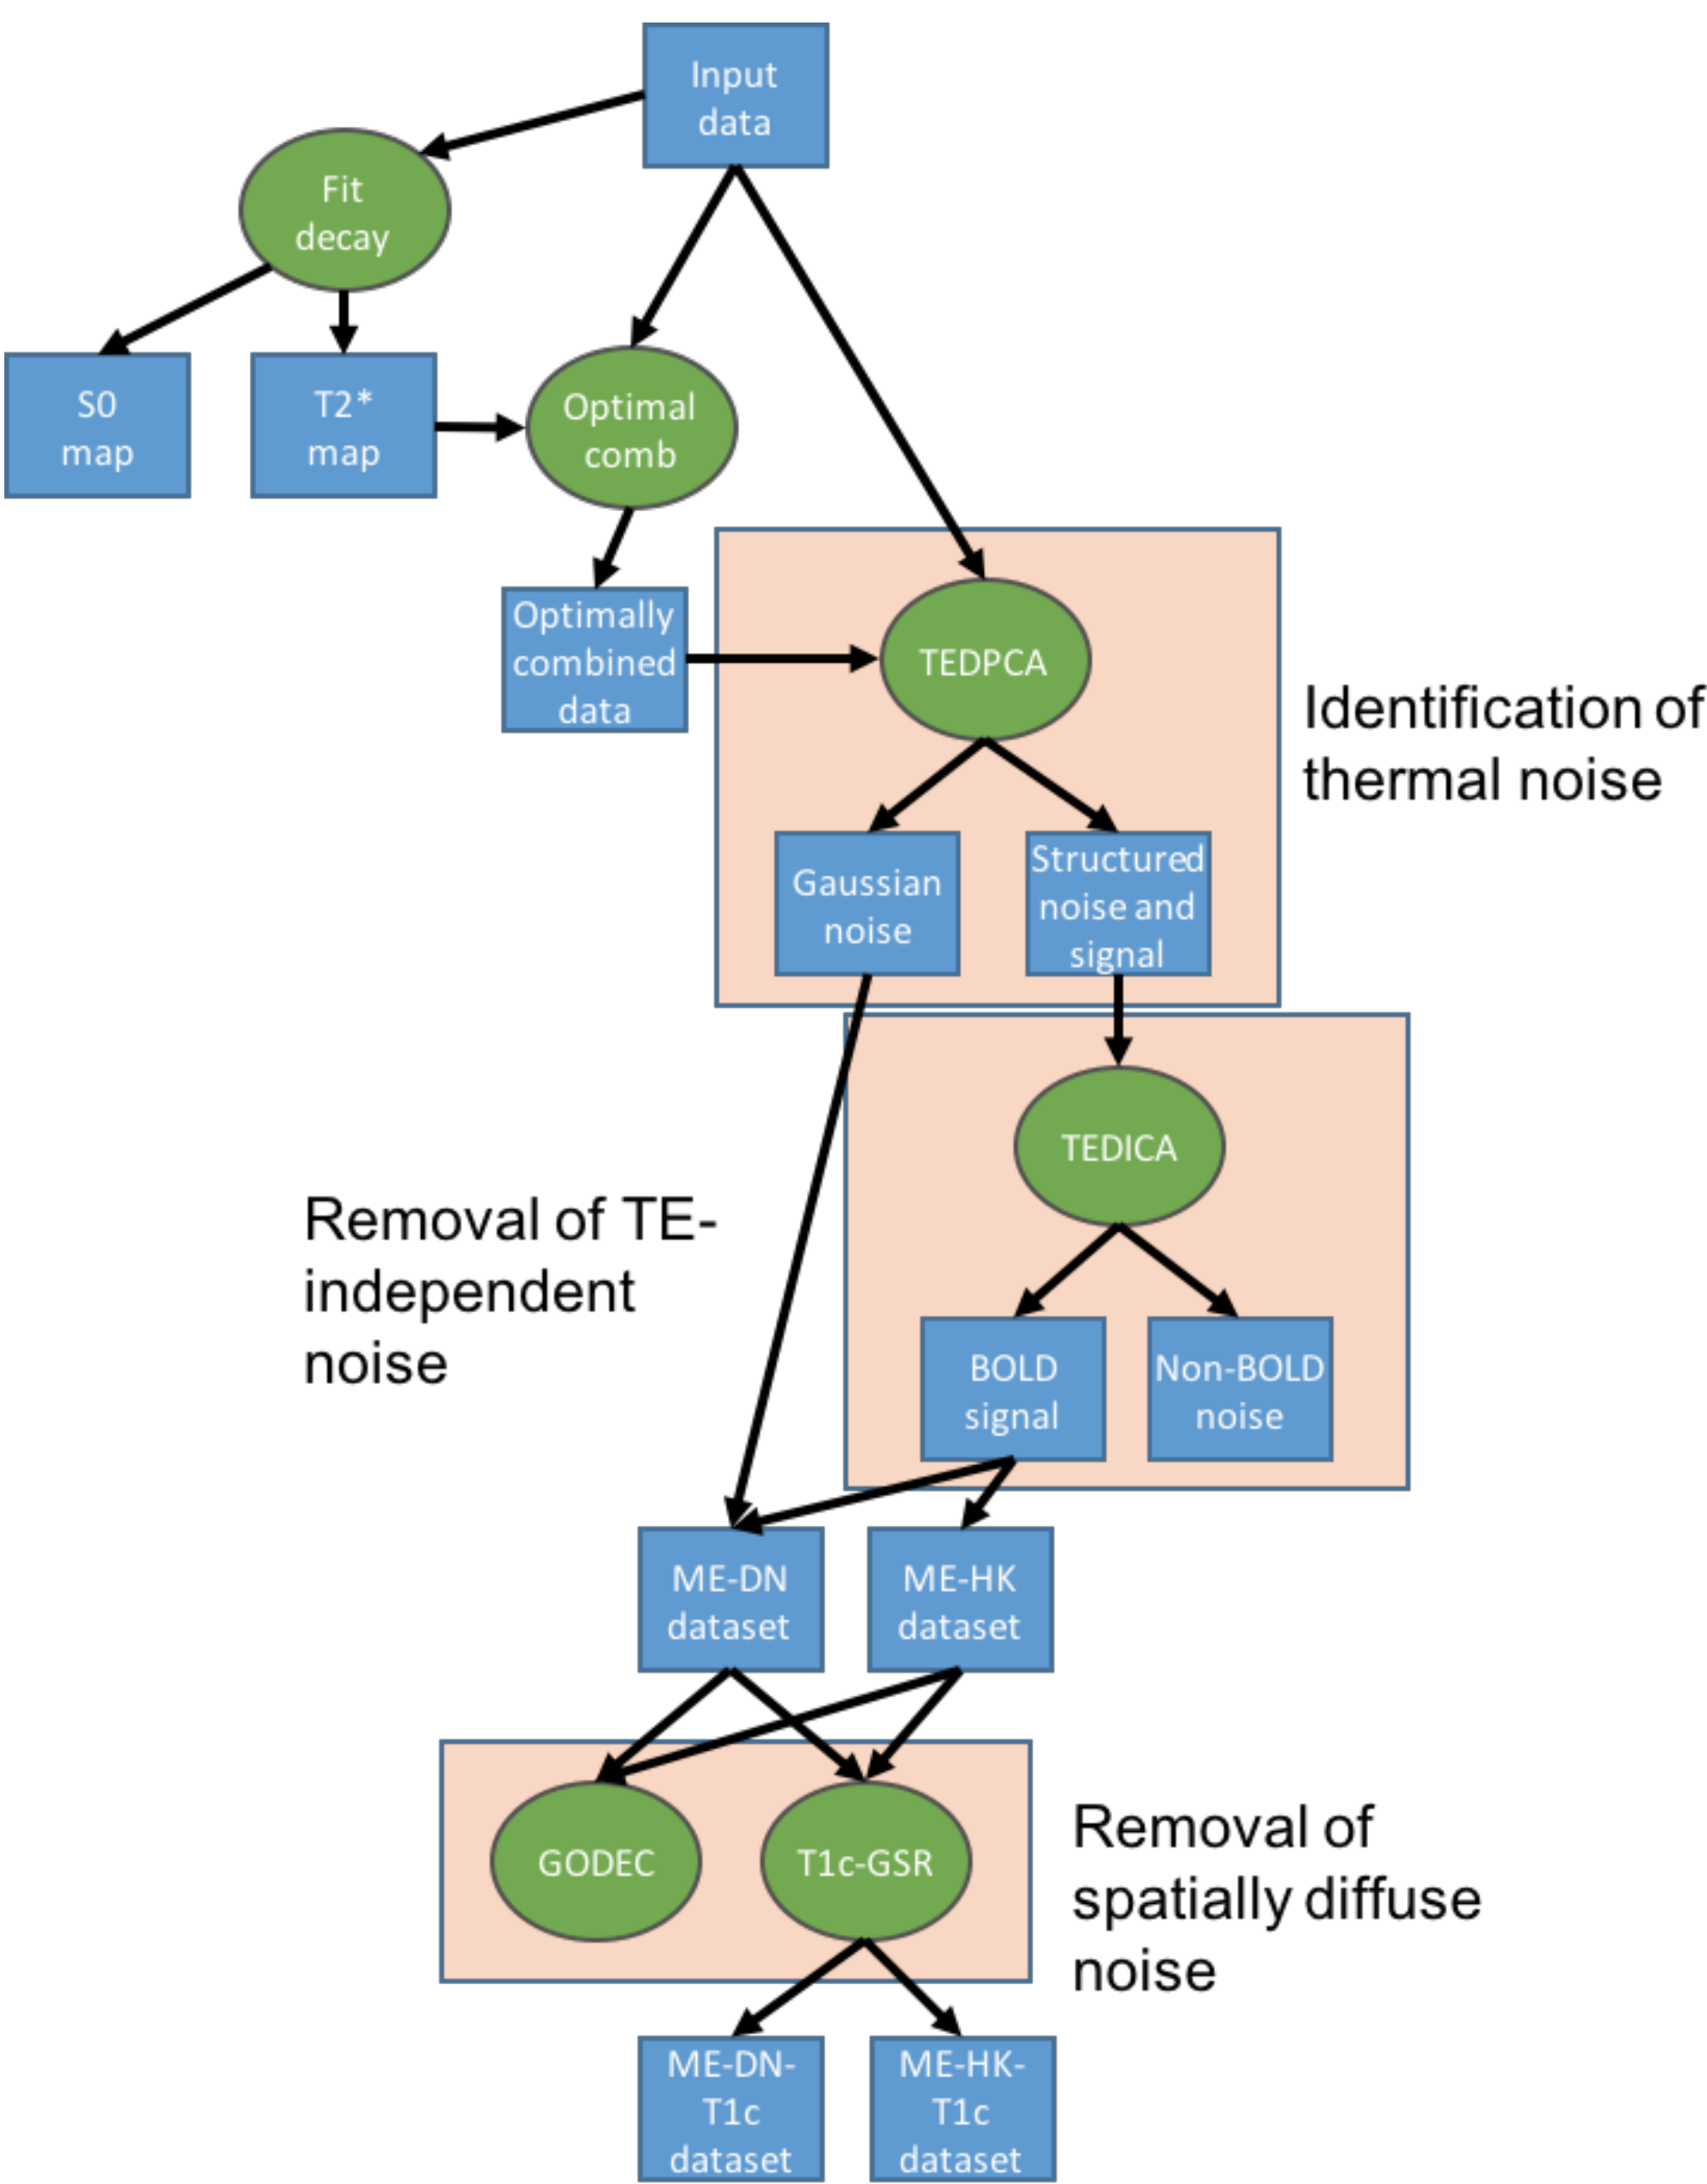 Input
data
Fit
decay
S0
map
T2*
map
Optimal
comb
Optimally
combined
data
TEDPCA
Identification of
thermal noise
Gaussian
noise
Structured
noise and
signal
TEDICA
Removal of TE-
independent
noise
BOLD
signal
Non-BOLD
noise
ME-DN
dataset
ME-HK
dataset
GODEC
T1c-GSR
Removal of
spatially diffuse
noise
ME-DN-
T1c
dataset
ME-HK-
T1c
dataset